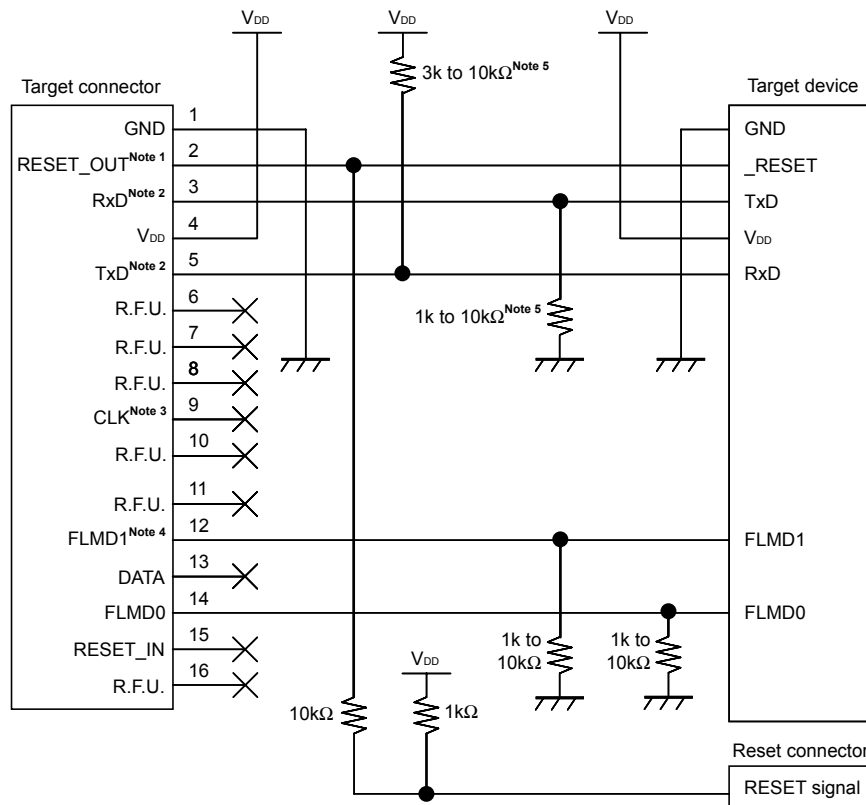 VDD
VDD
VDD
3k to 10kΩNote 5
Target connector
Target device
GND
1
GND
RESET_OUTNote 1
2
_RESET
RxDNote 2
3
TxD
VDD
4
VDD
TxDNote 2
5
RxD
R.F.U.
6
1k to 10kΩNote 5
R.F.U.
7
R.F.U.
8
CLKNote 3
9
R.F.U.
10
R.F.U.
11
FLMD1Note 4
12
FLMD1
DATA
13
FLMD0
14
FLMD0
RESET_IN
15
1k to
10kΩ
1k to
10kΩ
R.F.U.
16
VDD
10kΩ
1kΩ
Reset connector
RESET signal